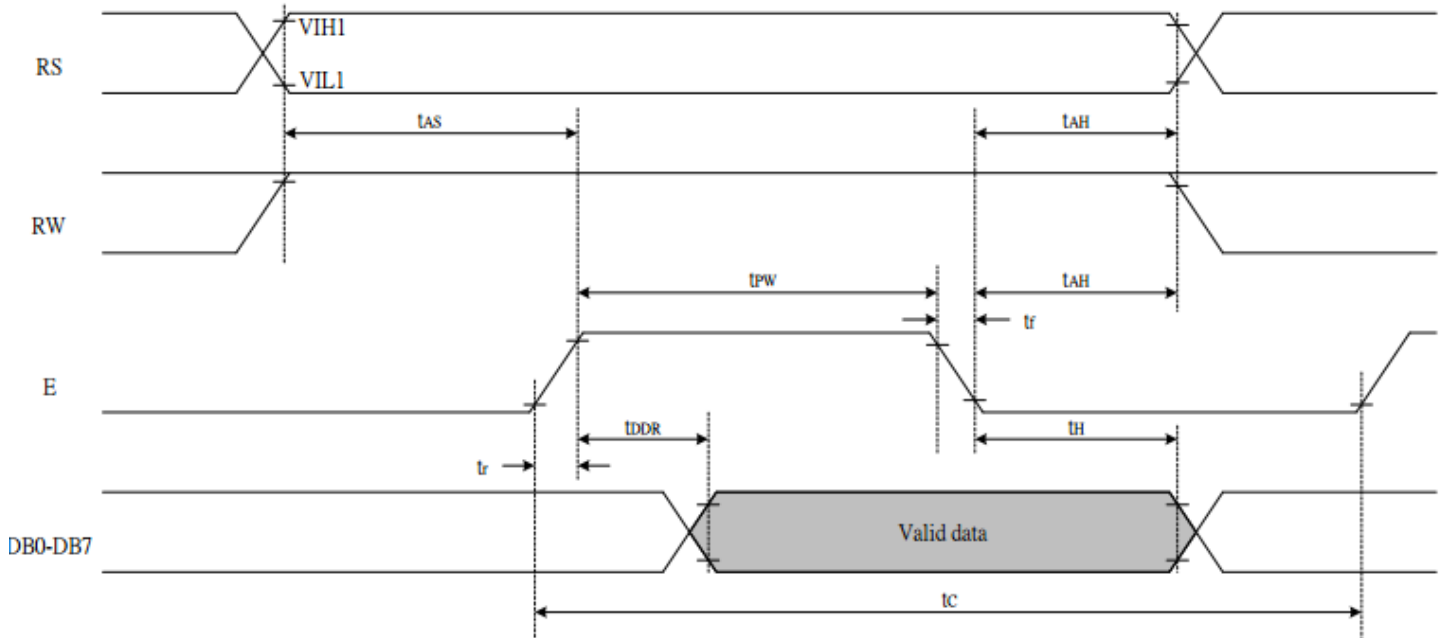 VIH1
RS
VIL1
tAS
tAH
RW
tPW
tAH
tf
E
tDDR
tH
tr
DB0-DB7
Valid data
tC